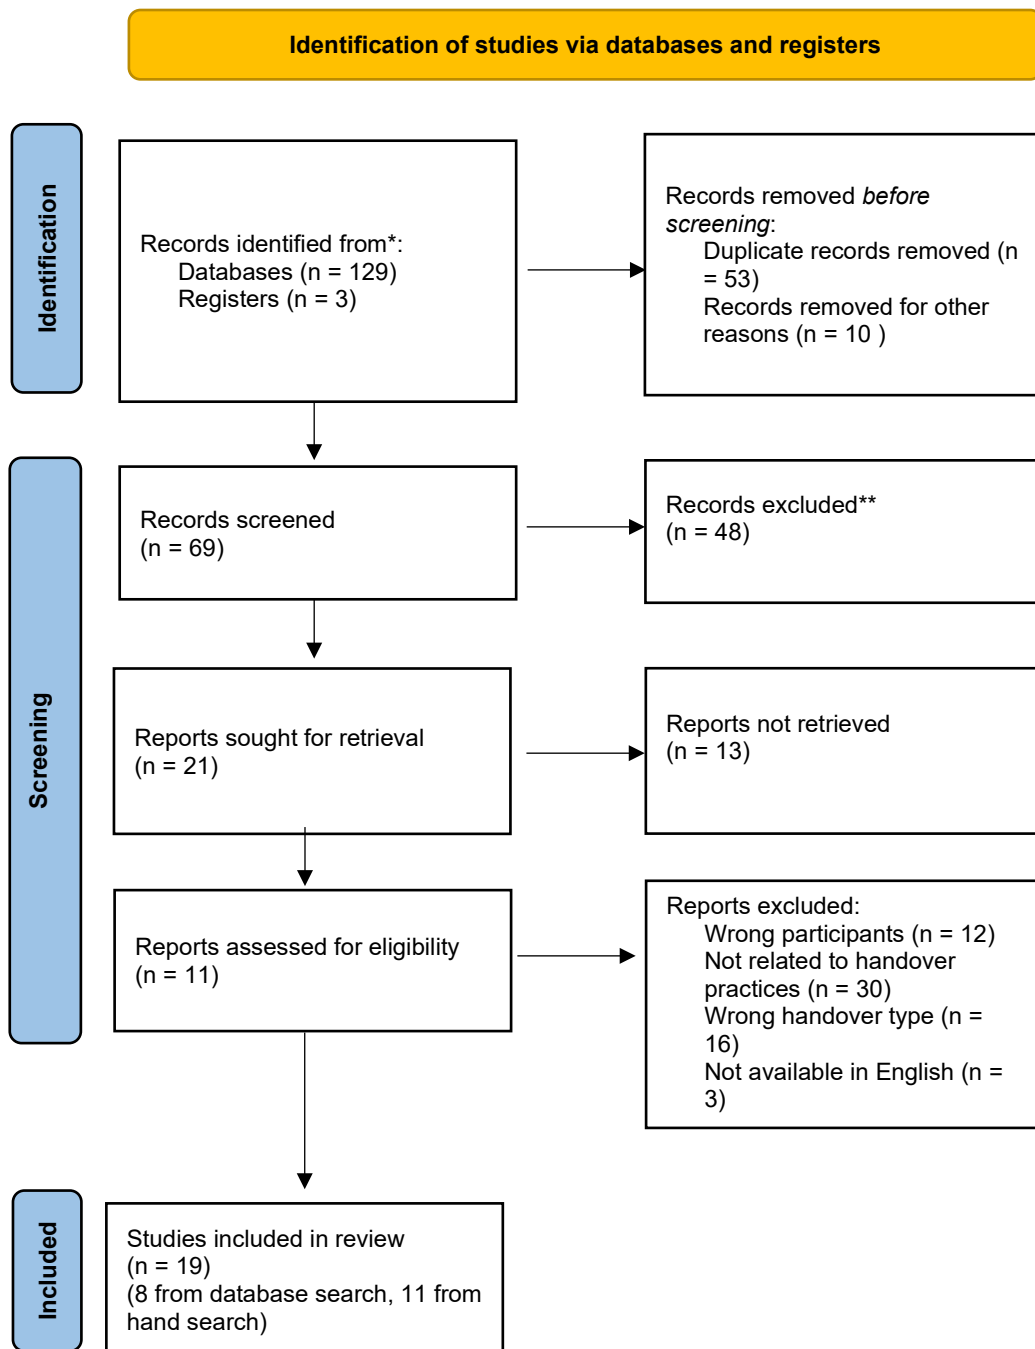 Identification of studies via databases and registers
Identification
Records identified from*:
Databases (n = 129)
Registers (n = 3)
Records removed before
screening:
Duplicate records removed (n
= 53)
Records removed for other
reasons (n = 10 )
Screening
Records screened
(n = 69)
Records excluded**
(n = 48)
Reports sought for retrieval
(n = 21)
Reports not retrieved
(n = 13)
Reports assessed for eligibility
(n = 11)
Reports excluded:
Wrong participants (n = 12)
Not related to handover
practices (n = 30)
Wrong handover type (n =
16)
Not available in English (n =
3)
Included
Studies included in review
(n = 19)
(8 from database search, 11 from
hand search)